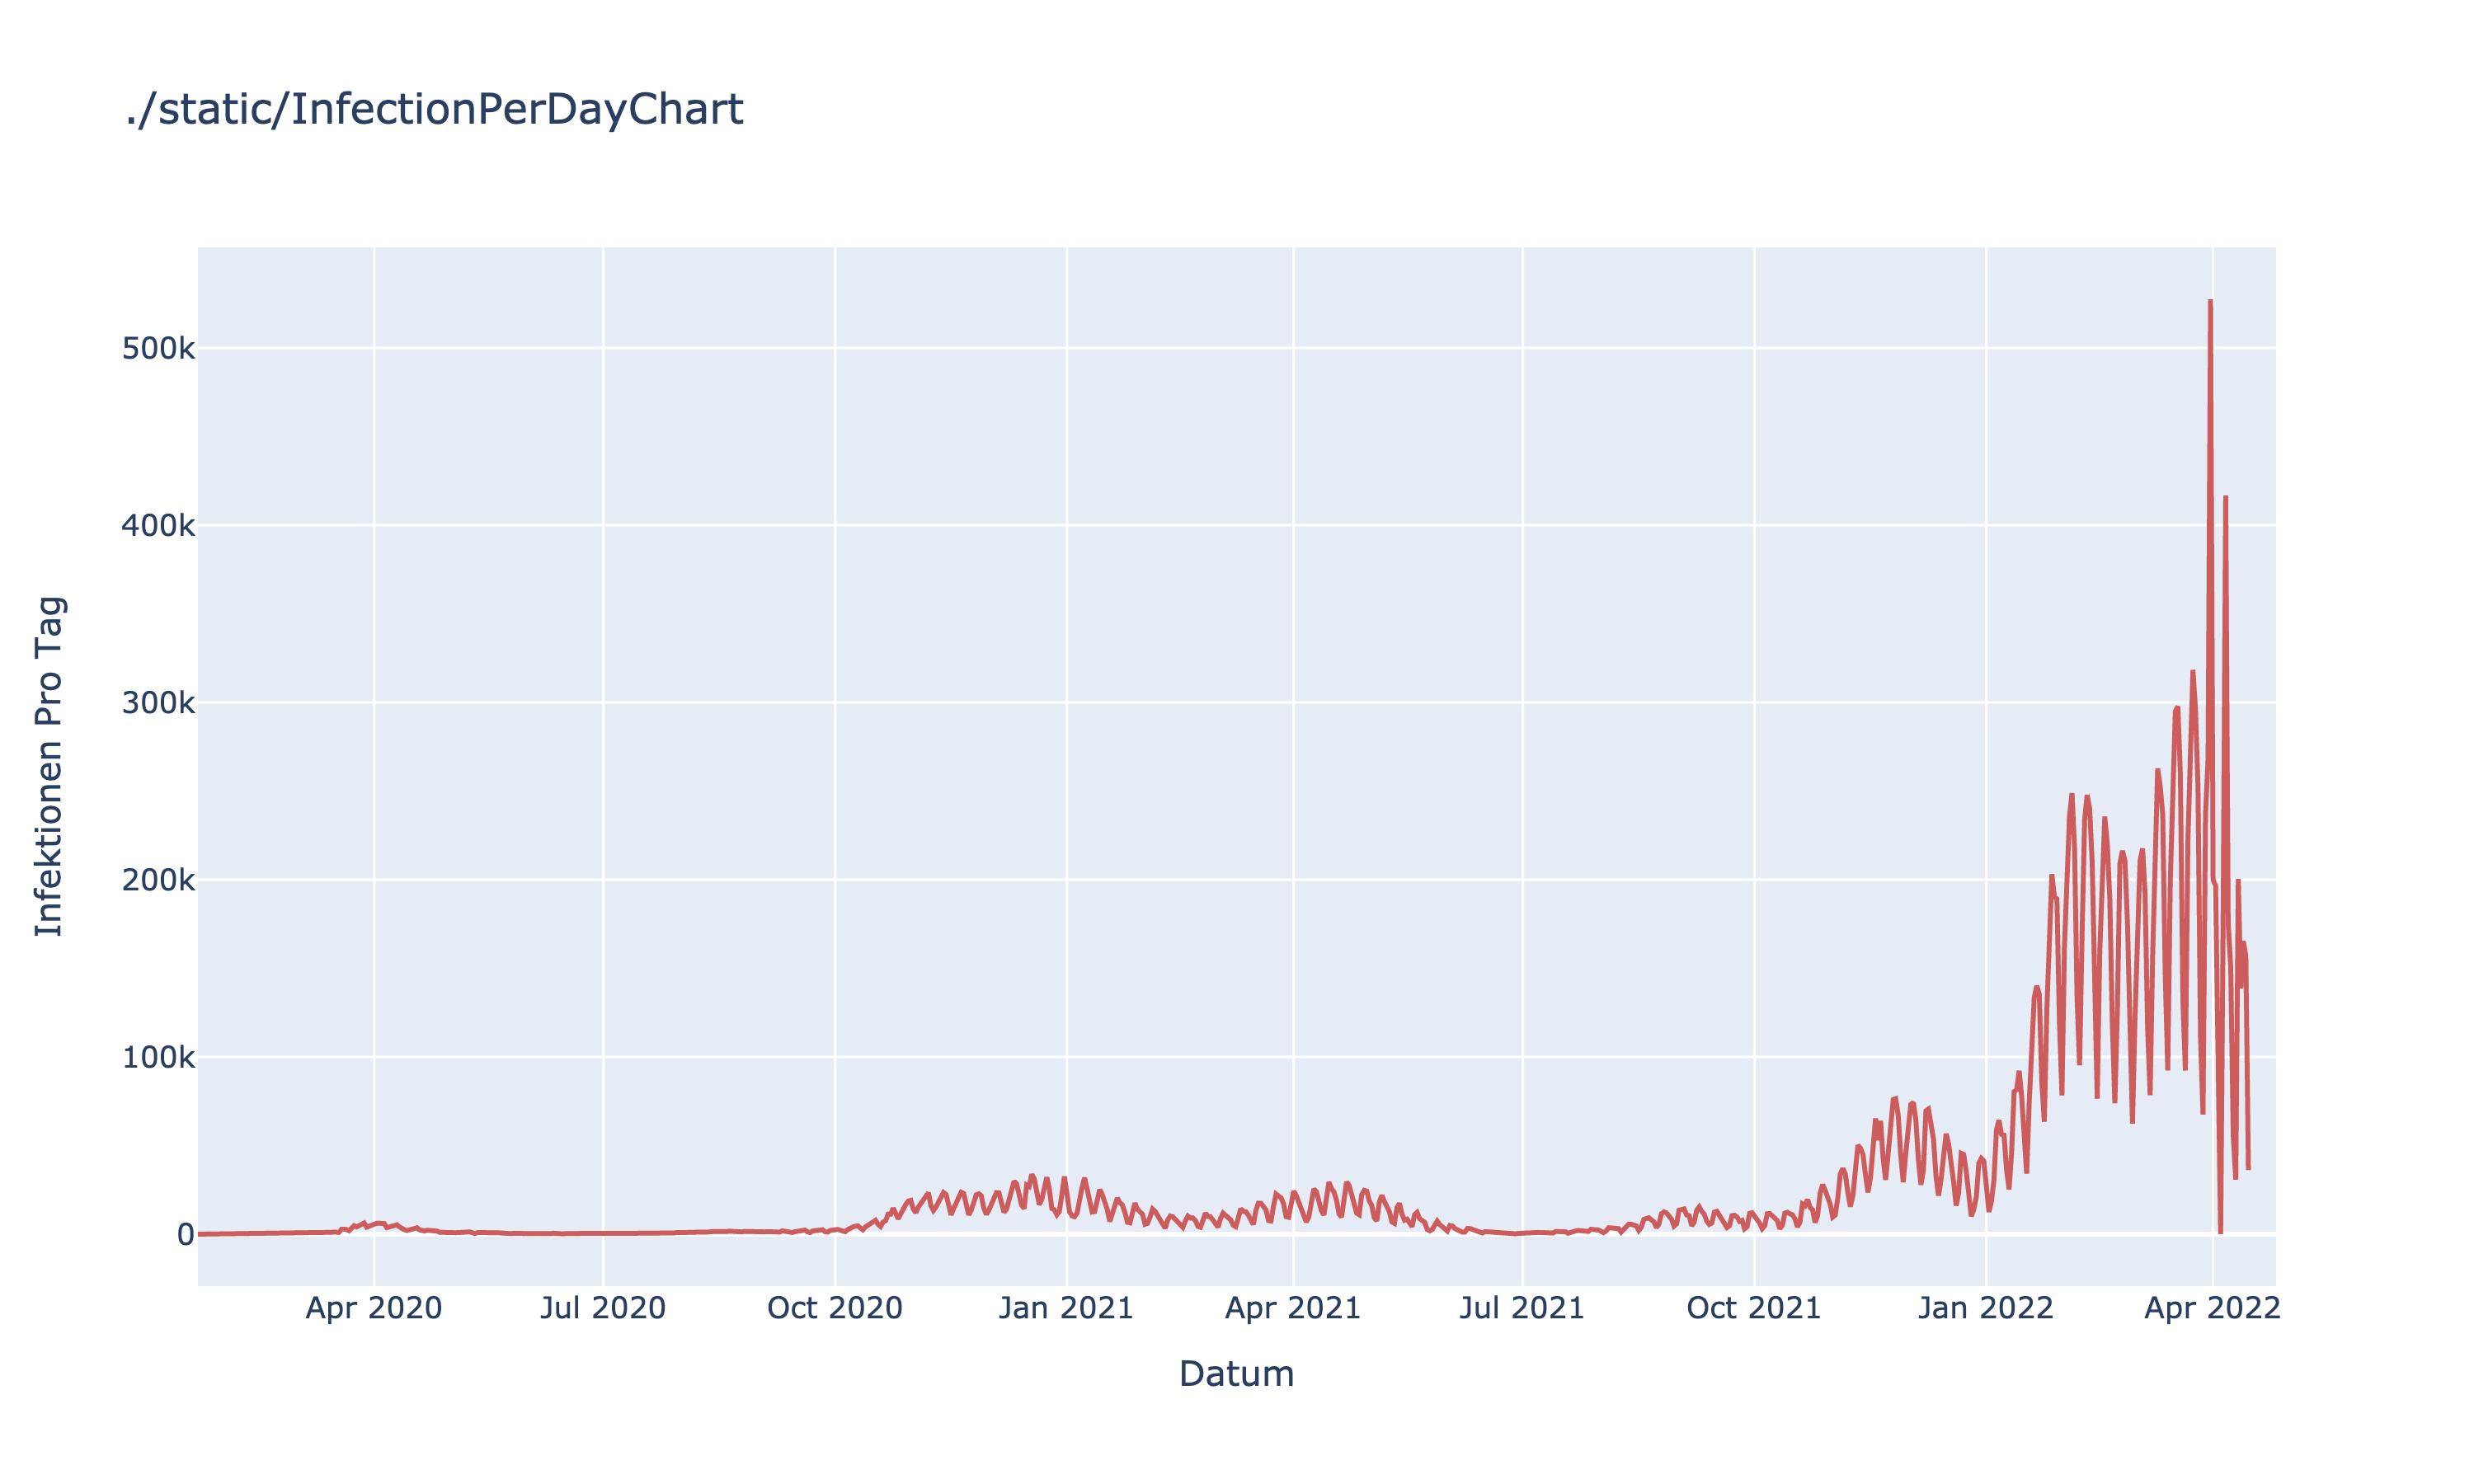 ./static/InfectionPerDayChart
500k
400k
300k
200k
100k
0
Infektionen Pro Tag
Apr 2020 Jul 2020 Oct 2020 Jan 2021 Apr 2021 Jul 2021 Oct 2021 Jan 2022 Apr 2022
Datum